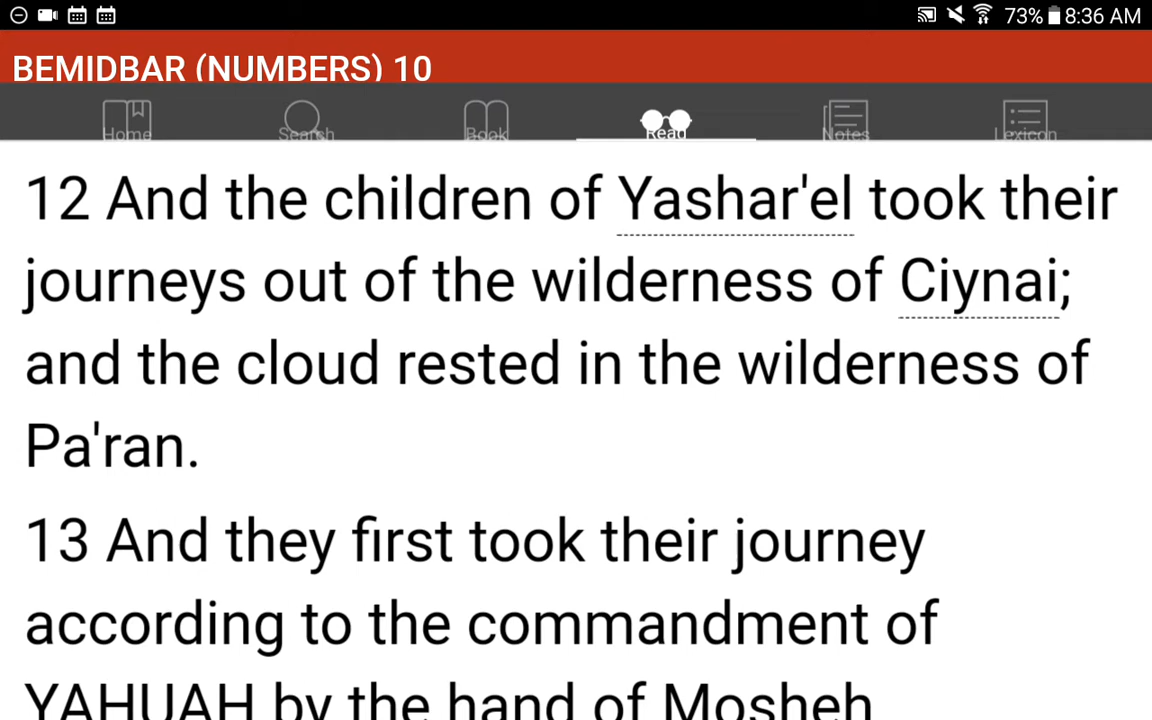 73% 8:36 AM
BEMIDBAR (NUMBERS) 10
Home Search Book Read Notes Lexicon
12 And the children of Yashar'el took their
journeys out of the wilderness of Ciynai;
and the cloud rested in the wilderness of
Pa'ran.
13 And they first took their journey
according to the commandment of
YAHUAH by the hand of Mosheh